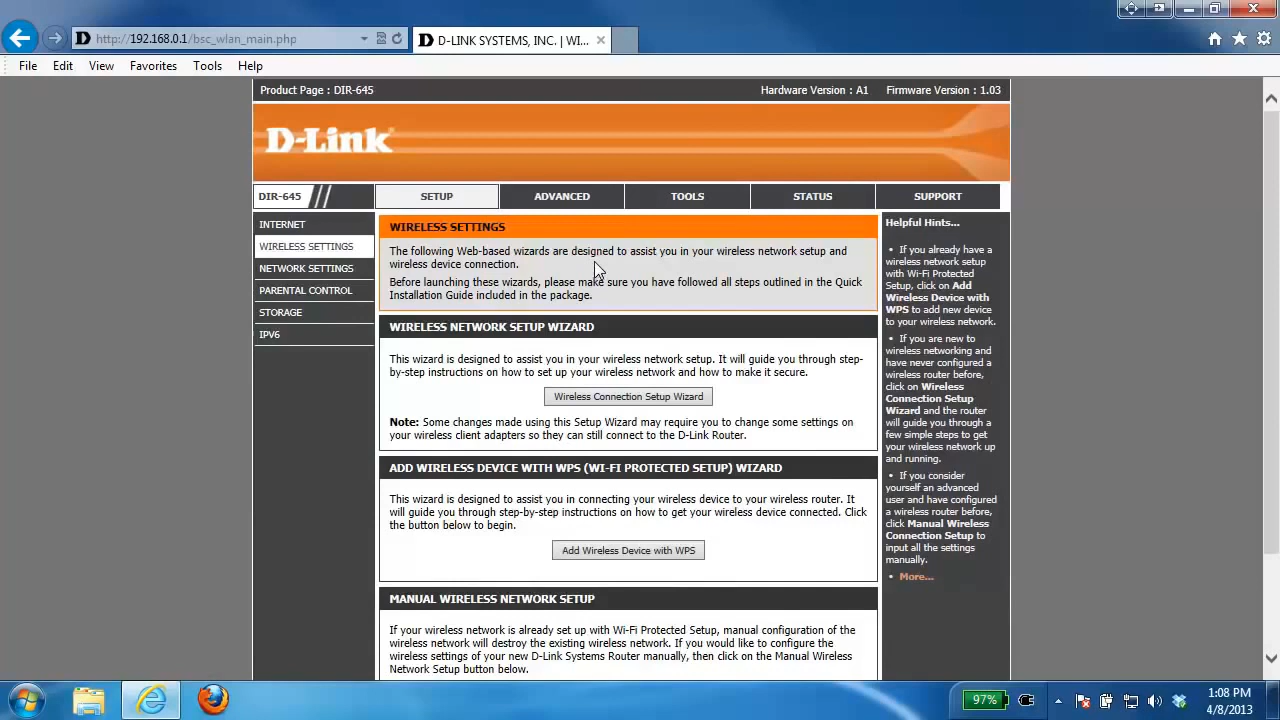 http://192.168.0.1/bsc_wlan_main.php
D-LINK SYSTEMS, INC. | WI...
File Edit View Favorites Tools Help
Product Page : DIR-645
Hardware Version : A1 Firmware Version : 1.03
D-Link
DIR-645
SETUP
ADVANCED
TOOLS
STATUS
SUPPORT
INTERNET
WIRELESS SETTINGS
NETWORK SETTINGS
PARENTAL CONTROL
STORAGE
IPV6
WIRELESS SETTINGS
The following Web-based wizards are designed to assist you in your wireless network setup and
wireless device connection.
Before launching these wizards, please make sure you have followed all steps outlined in the Quick
Installation Guide included in the package.
WIRELESS NETWORK SETUP WIZARD
This wizard is designed to assist you in your wireless network setup. It will guide you through step-
by-step instructions on how to set up your wireless network and how to make it secure.
Wireless Connection Setup Wizard
Note: Some changes made using this Setup Wizard may require you to change some settings on
your wireless client adapters so they can still connect to the D-Link Router.
ADD WIRELESS DEVICE WITH WPS (WI-FI PROTECTED SETUP) WIZARD
This wizard is designed to assist you in connecting your wireless device to your wireless router. It
will guide you through step-by-step instructions on how to get your wireless device connected. Click
the button below to begin.
Add Wireless Device with WPS
MANUAL WIRELESS NETWORK SETUP
If your wireless network is already set up with Wi-Fi Protected Setup, manual configuration of the
wireless network will destroy the existing wireless network. If you would like to configure the
wireless settings of your new D-Link Systems Router manually, then click on the Manual Wireless
Network Setup button below.
Helpful Hints...
• If you already have a
wireless network setup
with Wi-Fi Protected
Setup, click on Add
Wireless Device with
WPS to add new device
to your wireless network.
• If you are new to
wireless networking and
have never configured a
wireless router before,
click on Wireless
Connection Setup
Wizard and the router
will guide you through a
few simple steps to get
your wireless network up
and running.
• If you consider
yourself an advanced
user and have configured
a wireless router before,
click Manual Wireless
Connection Setup to
input all the settings
manually.
• More...
97%
1:08 PM
4/8/2013